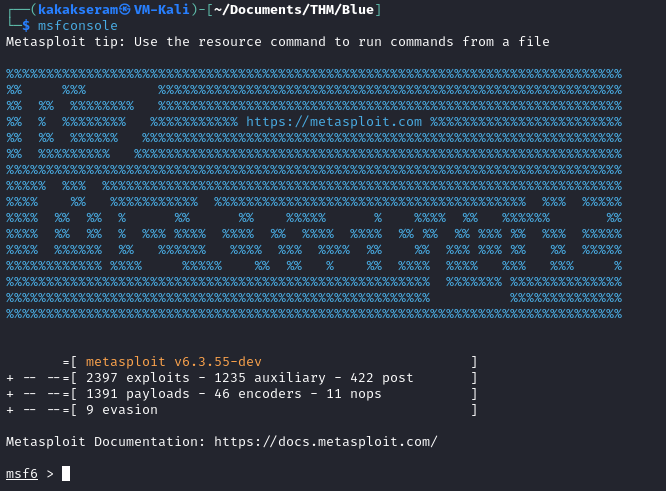 ┌──(kakakseram㉿VM-Kali)-[~/Documents/THM/Blue]
└─$ msfconsole
Metasploit tip: Use the resource command to run commands from a file
%%%%%%%%%%%%%%%%%%%%%%%%%%%%%%%%%%%%%%%%%%%%%%%%%%%%%%%%%%%%%%%%%%%%%%%%%%%%%%%
%%     %%%         %%%%%%%%%%%%%%%%%%%%%%%%%%%%%%%%%%%%%%%%%%%%%%%%%%%%%%%%%%
%%  %%  %%%%%%%%   %%%%%%%%%%%%%%%%%%%%%%%%%%%%%%%%%%%%%%%%%%%%%%%%%%%%%%%%%%
%%  %  %%%%%%%%   %%%%%%%%%%% https://metasploit.com %%%%%%%%%%%%%%%%%%%%%%%%
%%  %%  %%%%%%   %%%%%%%%%%%%%%%%%%%%%%%%%%%%%%%%%%%%%%%%%%%%%%%%%%%%%%%%%%%%
%%  %%%%%%%%%   %%%%%%%%%%%%%%%%%%%%%%%%%%%%%%%%%%%%%%%%%%%%%%%%%%%%%%%%%%%%%
%%%%%%%%%%%%%%%%%%%%%%%%%%%%%%%%%%%%%%%%%%%%%%%%%%%%%%%%%%%%%%%%%%%%%%%%%%%%%%%
%%%%%  %%%  %%%%%%%%%%%%%%%%%%%%%%%%%%%%%%%%%%%%%%%%%%%%%%%%%%%%%%%%%%%%%%%%%
%%%%    %%   %%%%%%%%%%%  %%%%%%%%%%%%%%%%%%%%%%%%%%%%%%%%%%%%%%%  %%%  %%%%%
%%%%  %%  %%  %      %%      %%    %%%%%      %    %%%%  %%   %%%%%%       %%
%%%%  %%  %%  %  %%% %%%%  %%%%  %%  %%%%  %%%%  %% %%  %% %%% %%  %%%  %%%%%
%%%%  %%%%%%  %%   %%%%%%   %%%%  %%%  %%%%  %%    %%  %%% %%% %%   %%  %%%%%
%%%%%%%%%%%% %%%%     %%%%%    %%  %%   %    %%  %%%%  %%%%   %%%   %%%     %
%%%%%%%%%%%%%%%%%%%%%%%%%%%%%%%%%%%%%%%%%%%%%%%%%%%%%  %%%%%%% %%%%%%%%%%%%%%
%%%%%%%%%%%%%%%%%%%%%%%%%%%%%%%%%%%%%%%%%%%%%%%%%%%%%          %%%%%%%%%%%%%%
%%%%%%%%%%%%%%%%%%%%%%%%%%%%%%%%%%%%%%%%%%%%%%%%%%%%%%%%%%%%%%%%%%%%%%%%%%%%%%%
=[ metasploit v6.3.55-dev ]
+ -- --=[ 2397 exploits - 1235 auxiliary - 422 post ]
+ -- --=[ 1391 payloads - 46 encoders - 11 nops ]
+ -- --=[ 9 evasion ]
Metasploit Documentation: https://docs.metasploit.com/
msf6 >